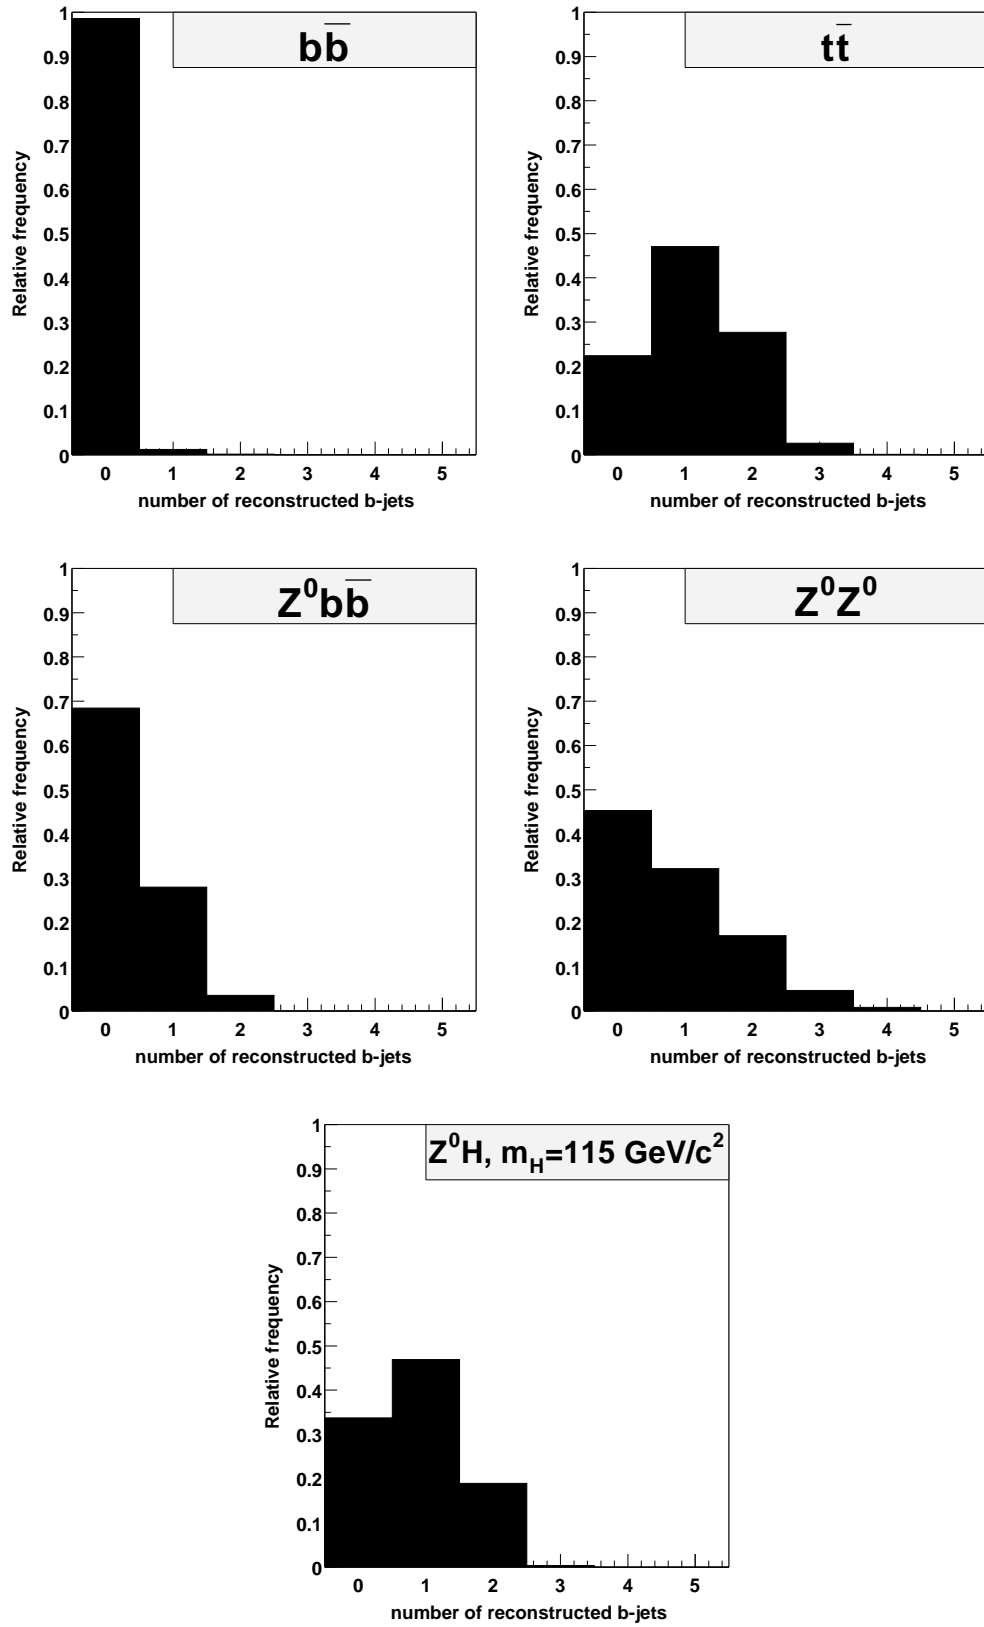 bb̅
1
0.9
0.8
0.7
0.6
0.5
0.4
0.3
0.2
0.1
0
Relative frequency
0 1 2 3 4 5
number of reconstructed b-jets
tt̅
1
0.9
0.8
0.7
0.6
0.5
0.4
0.3
0.2
0.1
0
Relative frequency
0 1 2 3 4 5
number of reconstructed b-jets
Z⁰bb̅
1
0.9
0.8
0.7
0.6
0.5
0.4
0.3
0.2
0.1
0
Relative frequency
0 1 2 3 4 5
number of reconstructed b-jets
Z⁰Z⁰
1
0.9
0.8
0.7
0.6
0.5
0.4
0.3
0.2
0.1
0
Relative frequency
0 1 2 3 4 5
number of reconstructed b-jets
Z⁰H, m_H=115 GeV/c²
1
0.9
0.8
0.7
0.6
0.5
0.4
0.3
0.2
0.1
0
Relative frequency
0 1 2 3 4 5
number of reconstructed b-jets